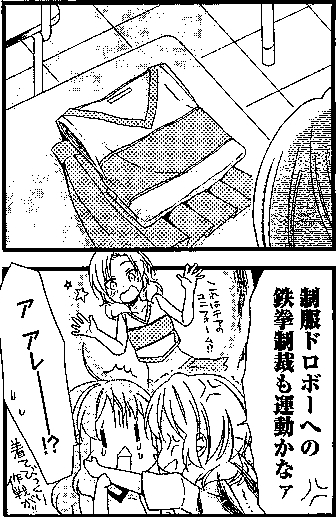 制服ドロボーへの
鉄拳制裁も運動かなァ
これはチアの
ユニフォーム!?
ア アレー!?
着てびっくり
作戦が